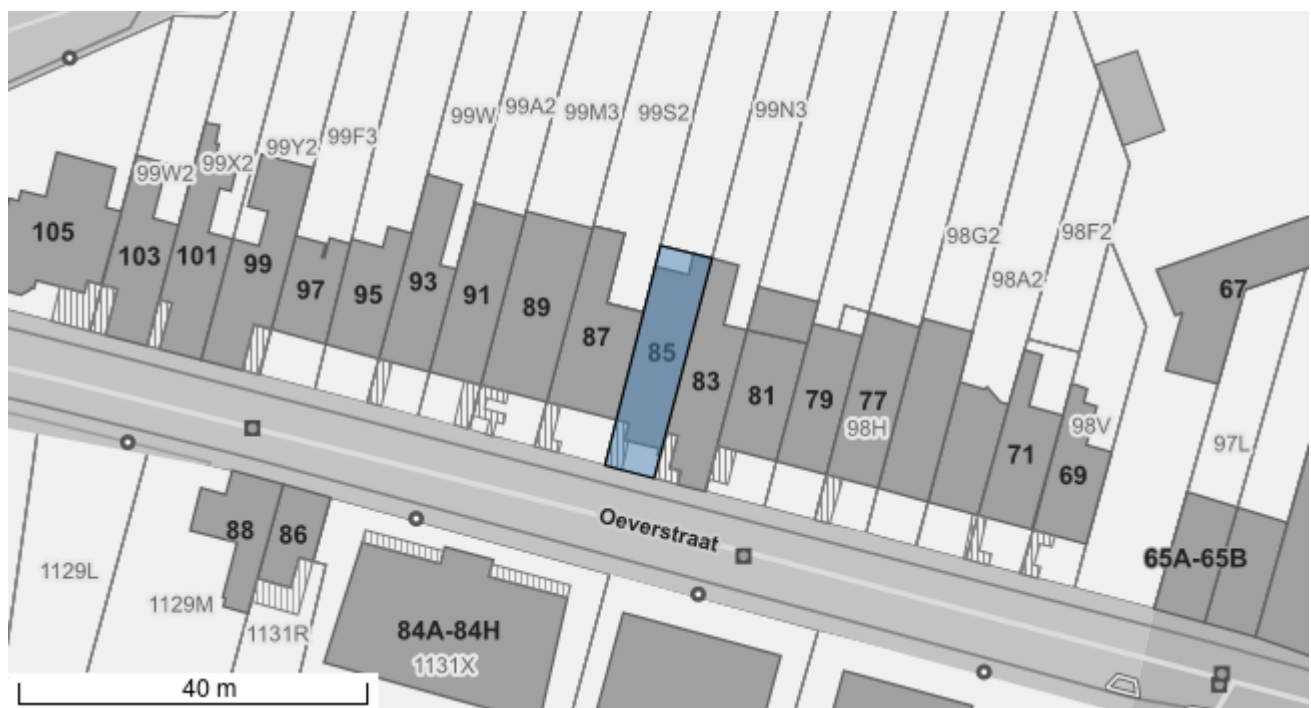 99W
99A2
99M3
99S2
99N3
99F3
99Y2
99X2
99W2
105
103
101
99
97
95
93
91
89
87
85
83
81
79
77
98H
71
69
98V
98G2
98A2
98F2
67
97L
65A-65B
Oeverstraat
88
86
1129L
1129M
1131R
84A-84H
1131X
40 m